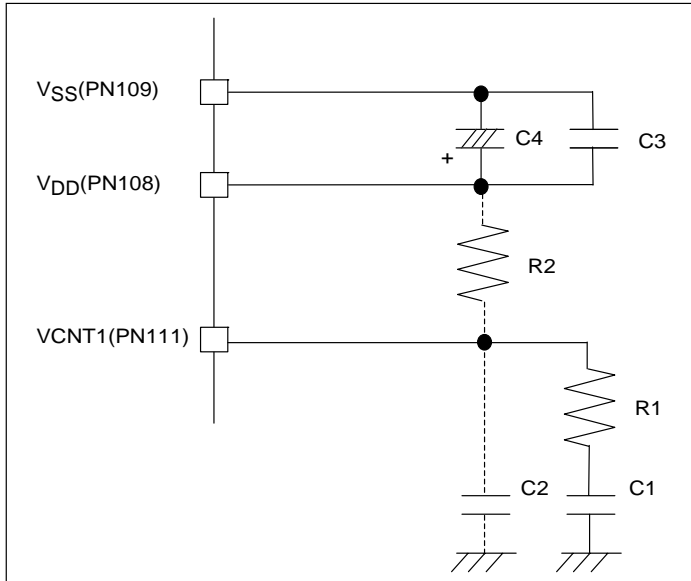 VSS(PN109)
C4
C3
+
VDD(PN108)
R2
VCNT1(PN111)
R1
C2
C1